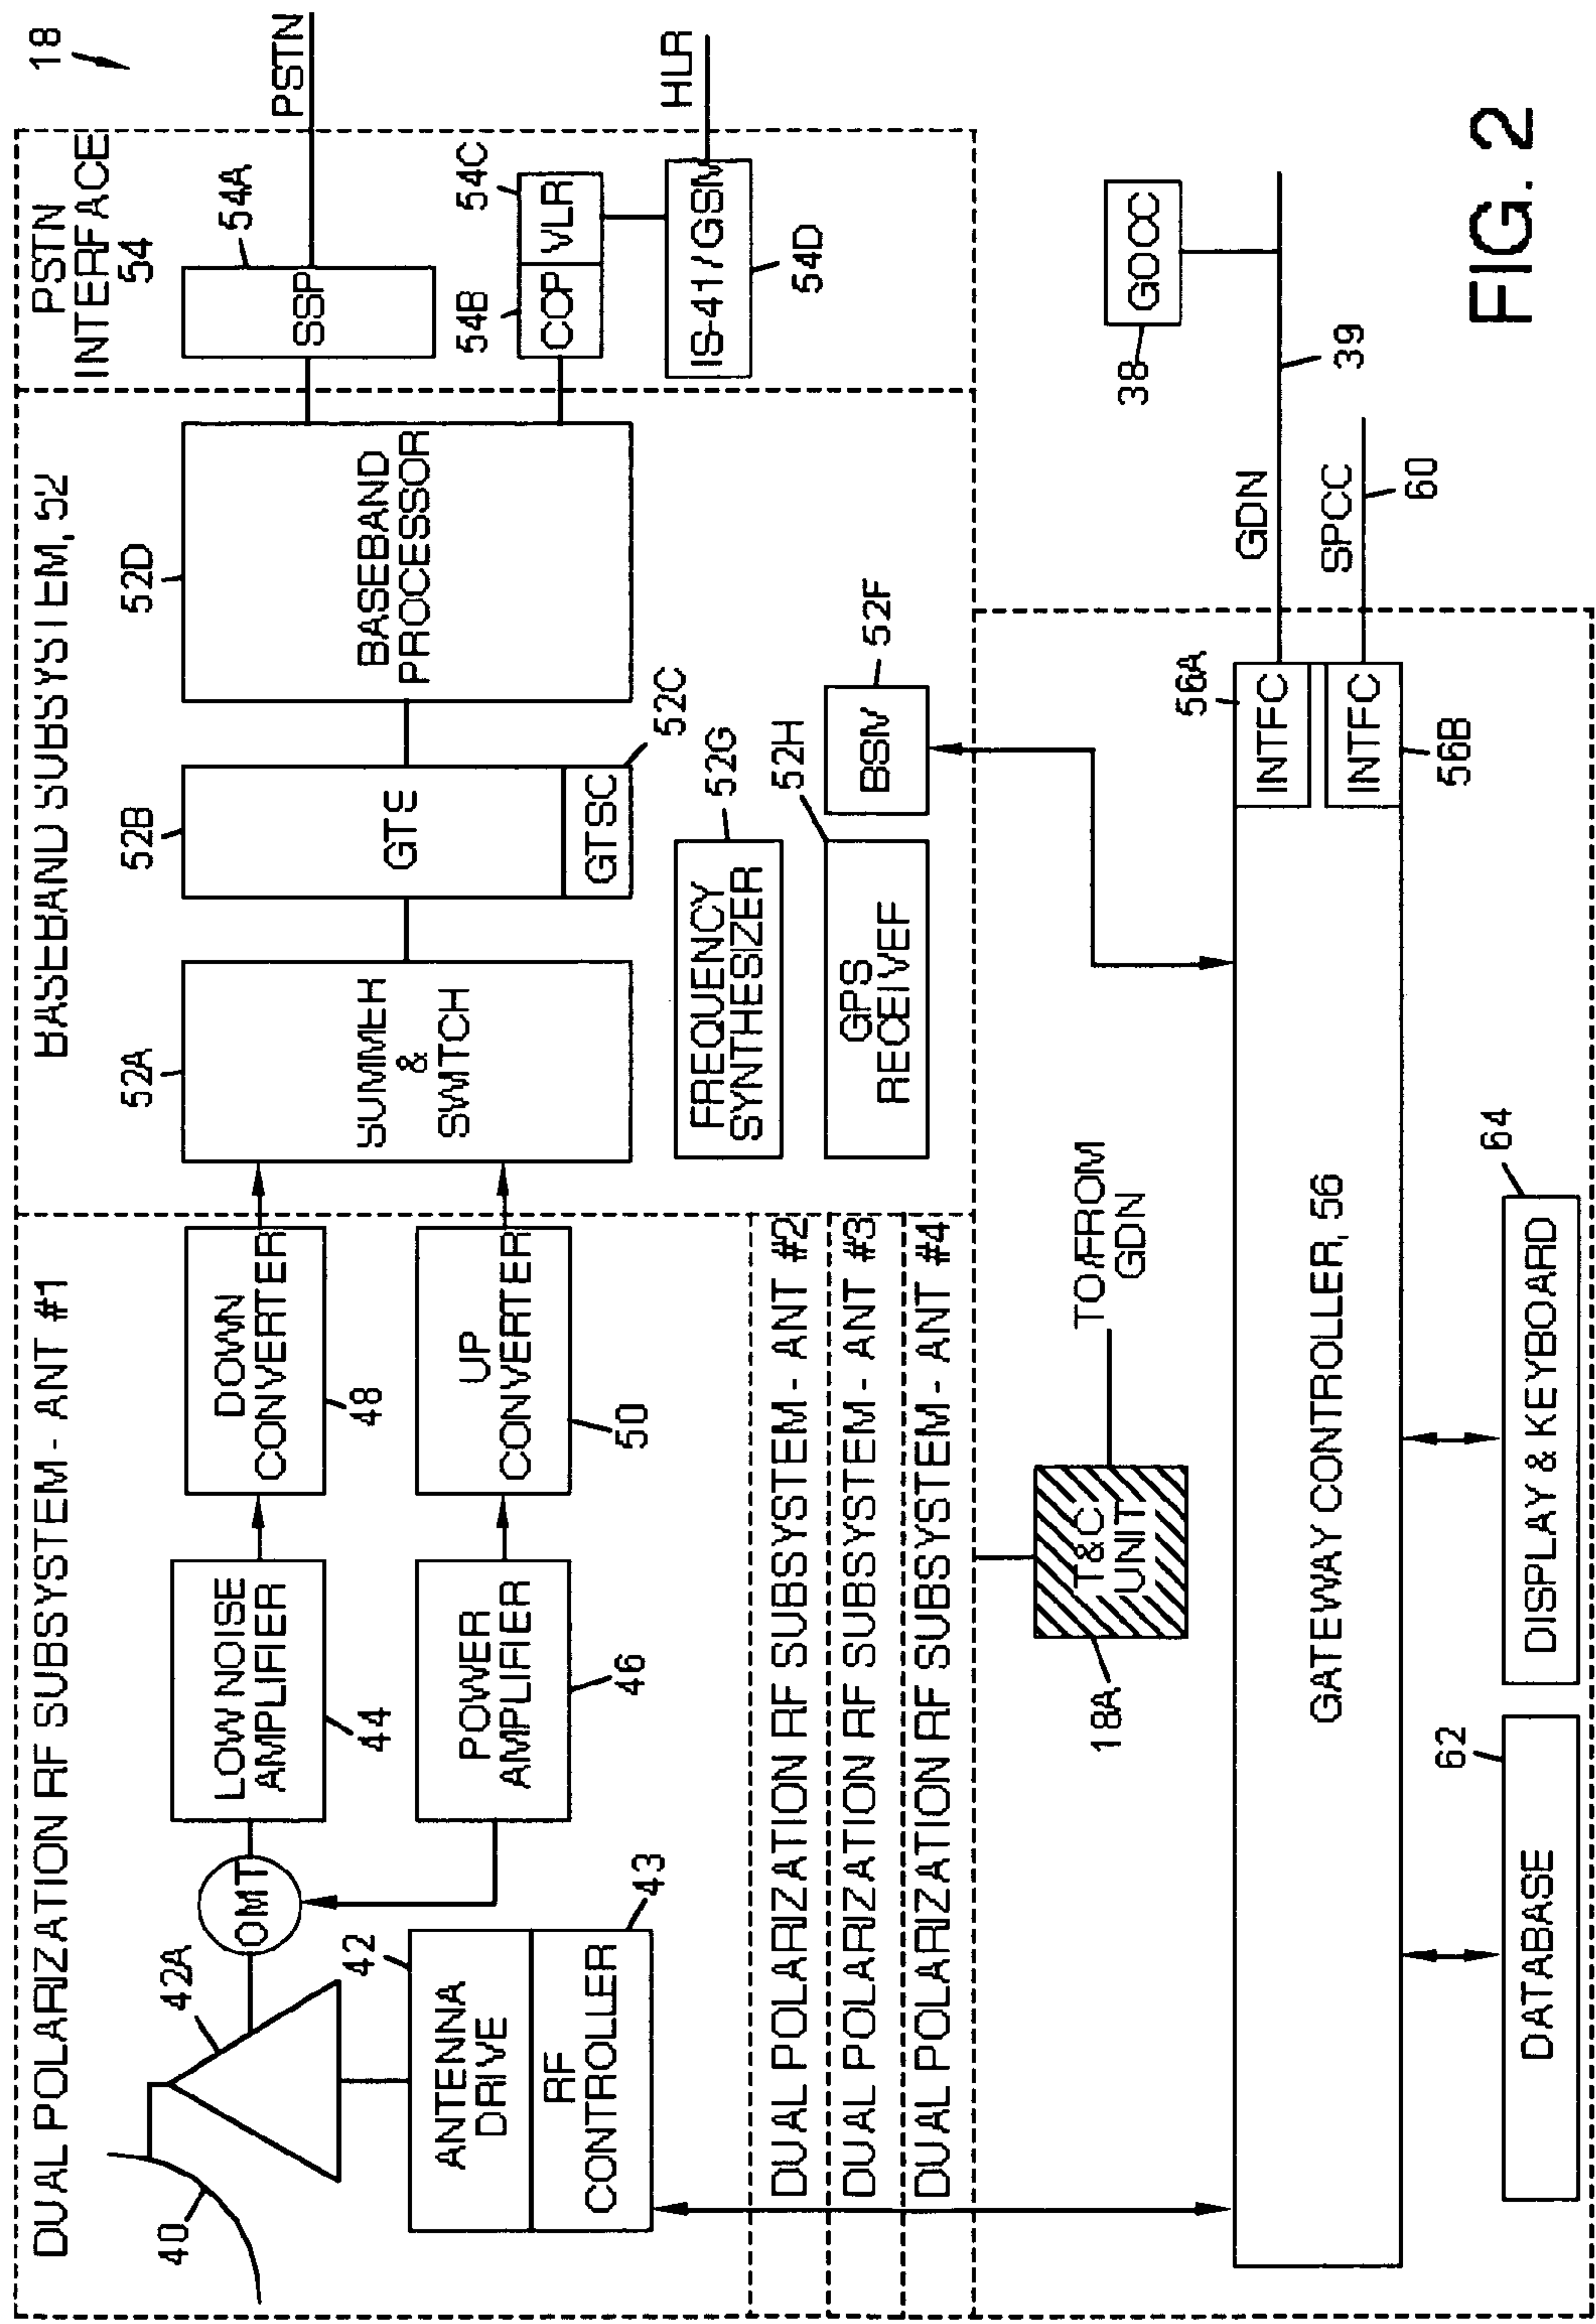 18
DUAL POLARIZATION RF SUBSYSTEM - ANT #1
BASEBAND SUBSYSTEM, 52
PSTN
INTERFACE
54
PSTN
40
42A
OMT
LOW NOISE
AMPLIFIER
44
DOWN
CONVERTER
48
52A
SUMMER
&
SWITCH
52B
GTE
GTSC
52C
52D
BASEBAND
PROCESSOR
54A
SSP
42
ANTENNA
DRIVE
RF
CONTROLLER
43
POWER
AMPLIFIER
46
UP
CONVERTER
50
54B
CCP
VLR
54C
HLR
IS-41/GSM
54D
FREQUENCY
SYNTHESIZER
52G
GPS
RECEIVER
52H
BSM
52F
DUAL POLARIZATION RF SUBSYSTEM - ANT #2
DUAL POLARIZATION RF SUBSYSTEM - ANT #3
DUAL POLARIZATION RF SUBSYSTEM - ANT #4
T&C
UNIT
18A
TO/FROM
GDN
GOCC
38
GDN
39
SPCC
60
56A
INTFC
INTFC
56B
GATEWAY CONTROLLER, 56
62
DATABASE
64
DISPLAY & KEYBOARD
FIG. 2